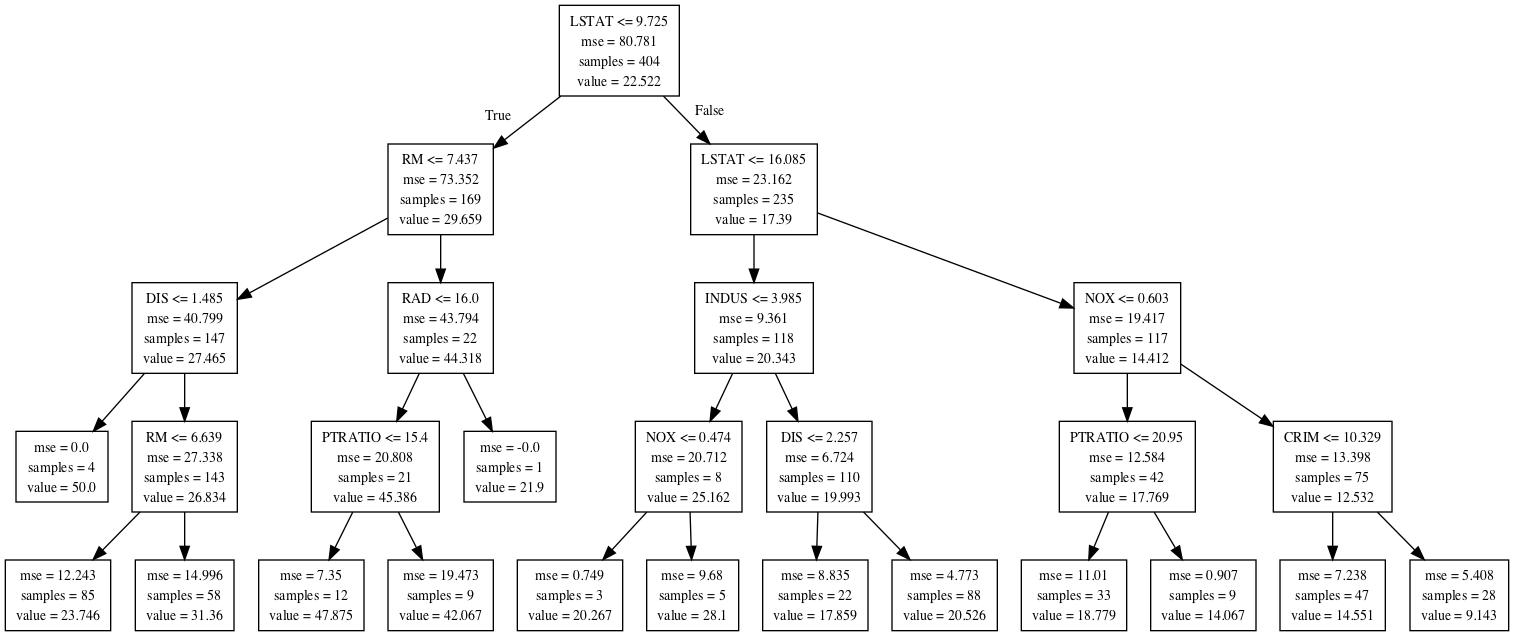 LSTAT <= 9.725
mse = 80.781
samples = 404
value = 22.522
True
False
RM <= 7.437
mse = 73.352
samples = 169
value = 29.659
LSTAT <= 16.085
mse = 23.162
samples = 235
value = 17.39
DIS <= 1.485
mse = 40.799
samples = 147
value = 27.465
RAD <= 16.0
mse = 43.794
samples = 22
value = 44.318
INDUS <= 3.985
mse = 9.361
samples = 118
value = 20.343
NOX <= 0.603
mse = 19.417
samples = 117
value = 14.412
mse = 0.0
samples = 4
value = 50.0
RM <= 6.639
mse = 27.338
samples = 143
value = 26.834
PTRATIO <= 15.4
mse = 20.808
samples = 21
value = 45.386
mse = -0.0
samples = 1
value = 21.9
NOX <= 0.474
mse = 20.712
samples = 8
value = 25.162
DIS <= 2.257
mse = 6.724
samples = 110
value = 19.993
PTRATIO <= 20.95
mse = 12.584
samples = 42
value = 17.769
CRIM <= 10.329
mse = 13.398
samples = 75
value = 12.532
mse = 12.243
samples = 85
value = 23.746
mse = 14.996
samples = 58
value = 31.36
mse = 7.35
samples = 12
value = 47.875
mse = 19.473
samples = 9
value = 42.067
mse = 0.749
samples = 3
value = 20.267
mse = 9.68
samples = 5
value = 28.1
mse = 8.835
samples = 22
value = 17.859
mse = 4.773
samples = 88
value = 20.526
mse = 11.01
samples = 33
value = 18.779
mse = 0.907
samples = 9
value = 14.067
mse = 7.238
samples = 47
value = 14.551
mse = 5.408
samples = 28
value = 9.143